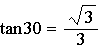 tan30 = √3/3